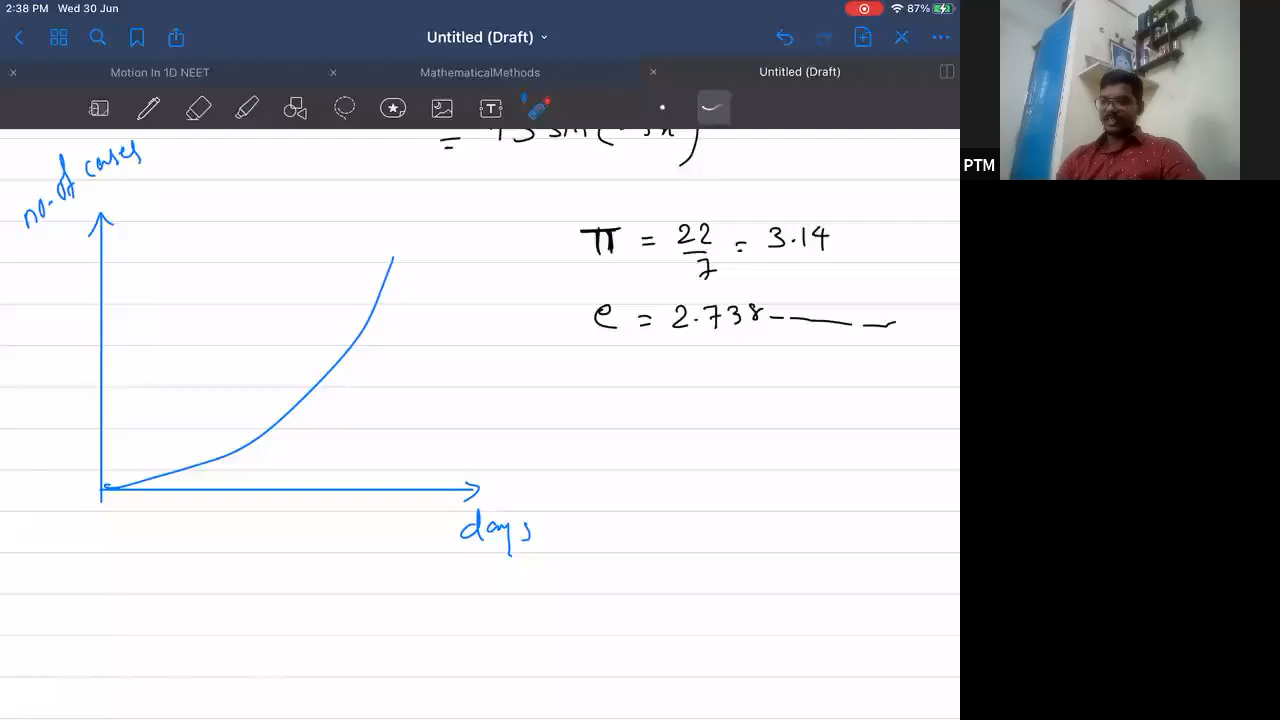 2:38 PM Wed 30 Jun
87%
Untitled (Draft)
Motion In 1D NEET
MathematicalMethods
Untitled (Draft)
T
PTM
=
no. of cases
π = 22/7 = 3.14
e = 2.738
days